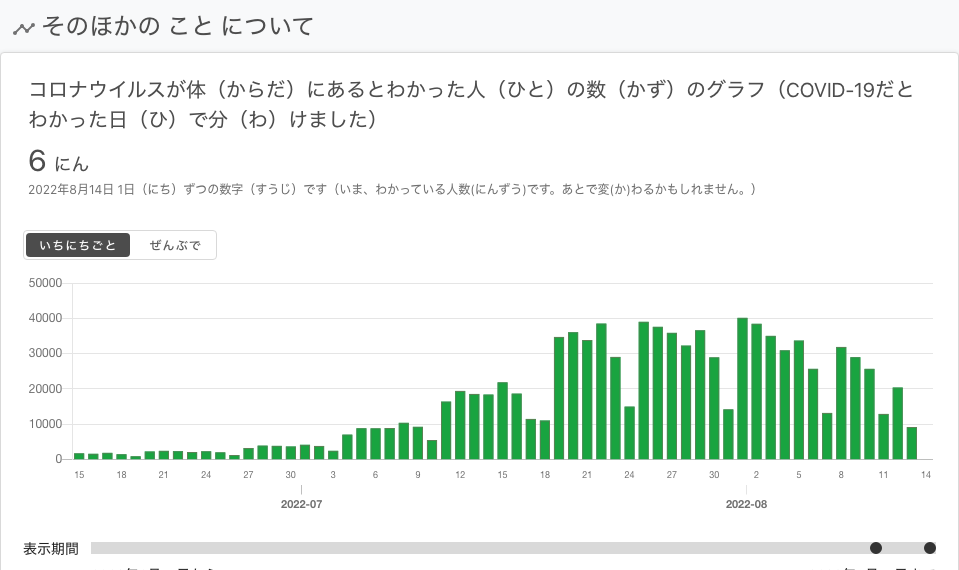 そのほかの こと について
コロナウイルスが体（からだ）にあるとわかった人（ひと）の数（かず）のグラフ（COVID-19だと
わかった日（ひ）で分（わ）けました）
6 にん
2022年8月14日 1日（にち）ずつの数字（すうじ）です（いま、わかっている人数(にんずう)です。あとで変(か)わるかもしれません。）
いちにちごと ぜんぶで
50000
40000
30000
20000
10000
0
15 18 21 24 27 30 3 6 9 12 15 18 21 24 27 30 2 5 8 11 14
2022-07 2022-08
表示期間